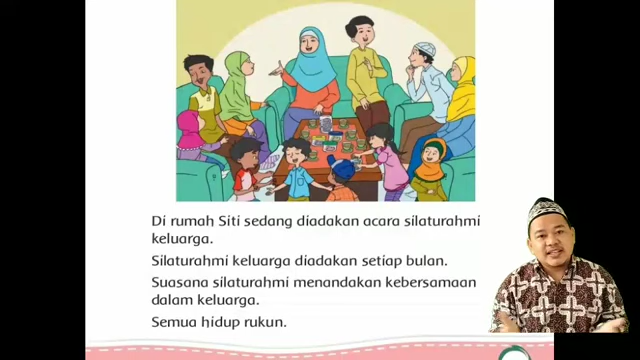 Di rumah Siti sedang diadakan acara silaturahmi
keluarga.
Silaturahmi keluarga diadakan setiap bulan.
Suasana silaturahmi menandakan kebersamaan
dalam keluarga.
Semua hidup rukun.